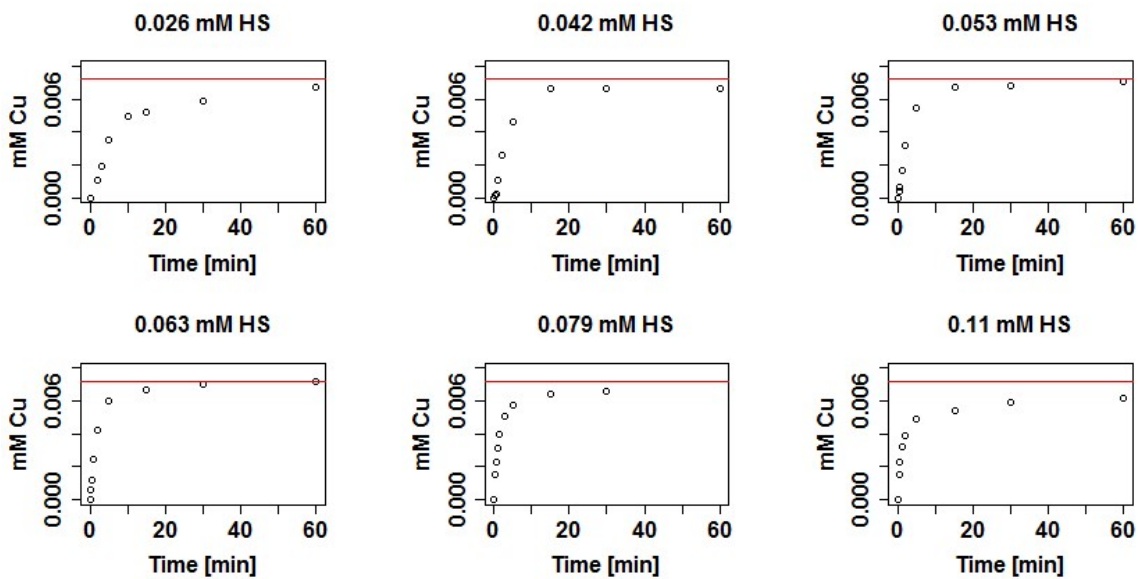 0.026 mM HS
0.042 mM HS
0.053 mM HS
mM Cu
0.000
0.006
0
20
40
60
Time [min]
mM Cu
0.000
0.006
0
20
40
60
Time [min]
mM Cu
0.000
0.006
0
20
40
60
Time [min]
0.063 mM HS
0.079 mM HS
0.11 mM HS
mM Cu
0.000
0.006
0
20
40
60
Time [min]
mM Cu
0.000
0.006
0
20
40
60
Time [min]
mM Cu
0.000
0.006
0
20
40
60
Time [min]